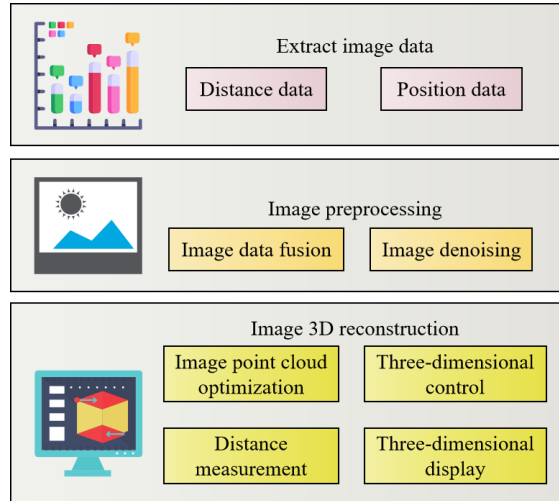 Extract image data
Distance data
Position data
Image preprocessing
Image data fusion
Image denoising
Image 3D reconstruction
Image point cloud
optimization
Three-dimensional
control
Distance
measurement
Three-dimensional
display